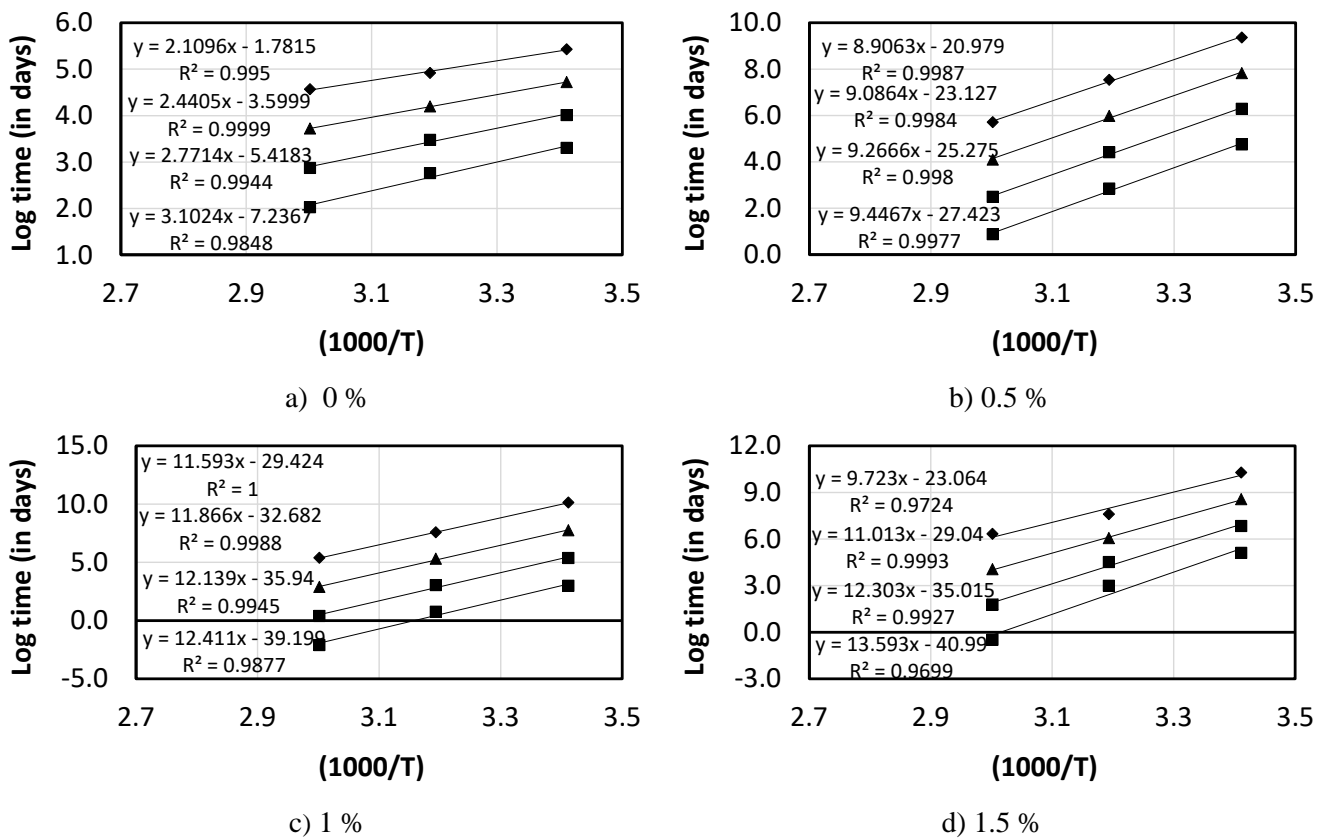 Log time (in days)
6.0
5.0
4.0
3.0
2.0
1.0
y = 2.1096x - 1.7815
R² = 0.995
y = 2.4405x - 3.5999
R² = 0.9999
y = 2.7714x - 5.4183
R² = 0.9944
y = 3.1024x - 7.2367
R² = 0.9848
2.7 2.9 3.1 3.3 3.5
(1000/T)
a) 0 %
Log time (in days)
10.0
8.0
6.0
4.0
2.0
0.0
y = 8.9063x - 20.979
R² = 0.9987
y = 9.0864x - 23.127
R² = 0.9984
y = 9.2666x - 25.275
R² = 0.998
y = 9.4467x - 27.423
R² = 0.9977
2.7 2.9 3.1 3.3 3.5
(1000/T)
b) 0.5 %
Log time (in days)
15.0
10.0
5.0
0.0
-5.0
y = 11.593x - 29.424
R² = 1
y = 11.866x - 32.682
R² = 0.9988
y = 12.139x - 35.94
R² = 0.9945
y = 12.411x - 39.199
R² = 0.9877
2.7 2.9 3.1 3.3 3.5
(1000/T)
c) 1 %
Log time (in days)
12.0
9.0
6.0
3.0
0.0
-3.0
y = 9.723x - 23.064
R² = 0.9724
y = 11.013x - 29.04
R² = 0.9993
y = 12.303x - 35.015
R² = 0.9927
y = 13.593x - 40.99
R² = 0.9699
2.7 2.9 3.1 3.3 3.5
(1000/T)
d) 1.5 %